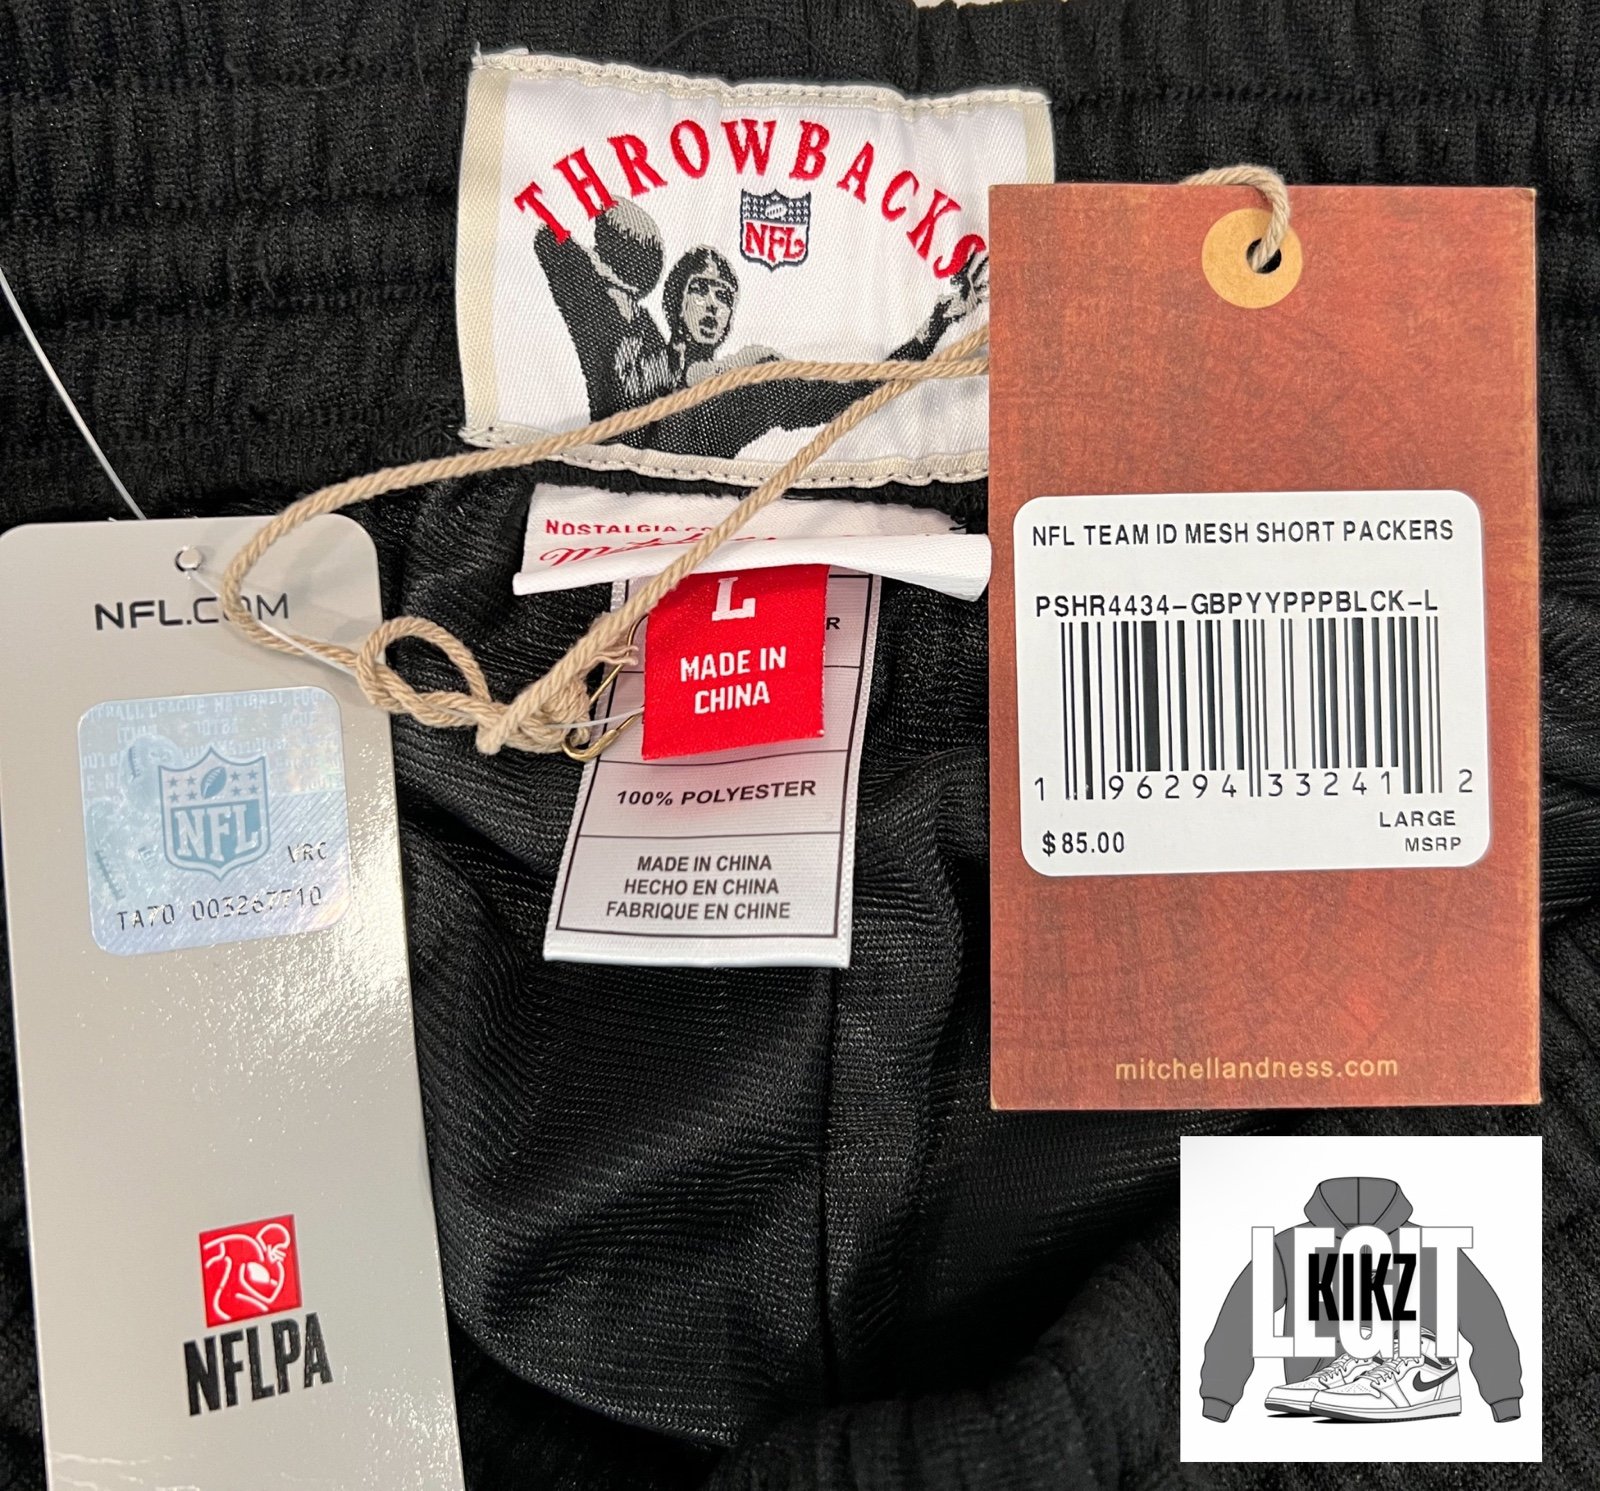 THROWBACKS
NFL
NOSTALGIA
L
MADE IN
CHINA
R
100% POLYESTER
MADE IN CHINA
HECHO EN CHINA
FABRIQUE EN CHINE
NFL.COM
NFL
VRC
TA70 003267710
NFLPA
NFL TEAM ID MESH SHORT PACKERS
PSHR4434-GBPYYPPPBLCK-L
1 96294 33241 2
LARGE
$85.00
MSRP
mitchellandness.com
LEGIT
KIKZ